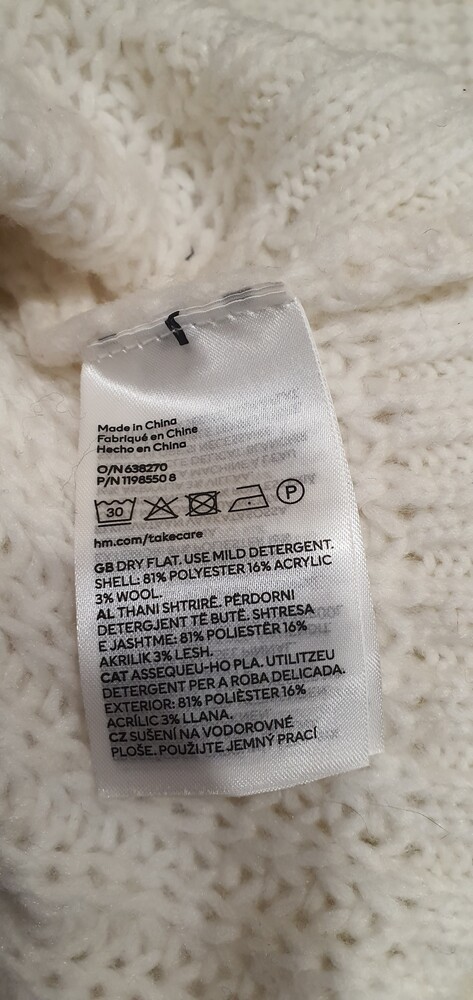 Made in China
Fabriqué en Chine
Hecho en China
O/N 638270
P/N 1198550 8
30
P
hm.com/takecare
GB DRY FLAT. USE MILD DETERGENT.
SHELL: 81% POLYESTER 16% ACRYLIC
3% WOOL.
AL THANI SHTRIRË. PËRDORNI
DETERGJENT TË BUTË. SHTRESA
E JASHTME: 81% POLIESTËR 16%
AKRILIK 3% LESH.
CAT ASSEQUEU-HO PLA. UTILITZEU
DETERGENT PER A ROBA DELICADA.
EXTERIOR: 81% POLIÈSTER 16%
ACRÍLIC 3% LLANA.
CZ SUŠENÍ NA VODOROVNÉ
PLOŠE. POUŽIJTE JEMNÝ PRACÍ